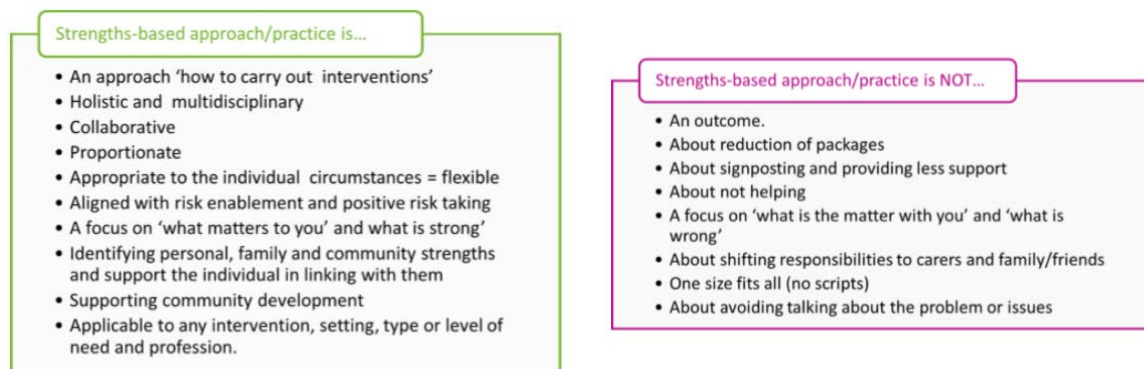 Strengths-based approach/practice is...
• An approach 'how to carry out interventions'
• Holistic and multidisciplinary
• Collaborative
• Proportionate
• Appropriate to the individual circumstances = flexible
• Aligned with risk enablement and positive risk taking
• A focus on 'what matters to you' and what is strong'
• Identifying personal, family and community strengths
and support the individual in linking with them
• Supporting community development
• Applicable to any intervention, setting, type or level of
need and profession.
Strengths-based approach/practice is NOT...
• An outcome.
• About reduction of packages
• About signposting and providing less support
• About not helping
• A focus on 'what is the matter with you' and 'what is
wrong'
• About shifting responsibilities to carers and family/friends
• One size fits all (no scripts)
• About avoiding talking about the problem or issues